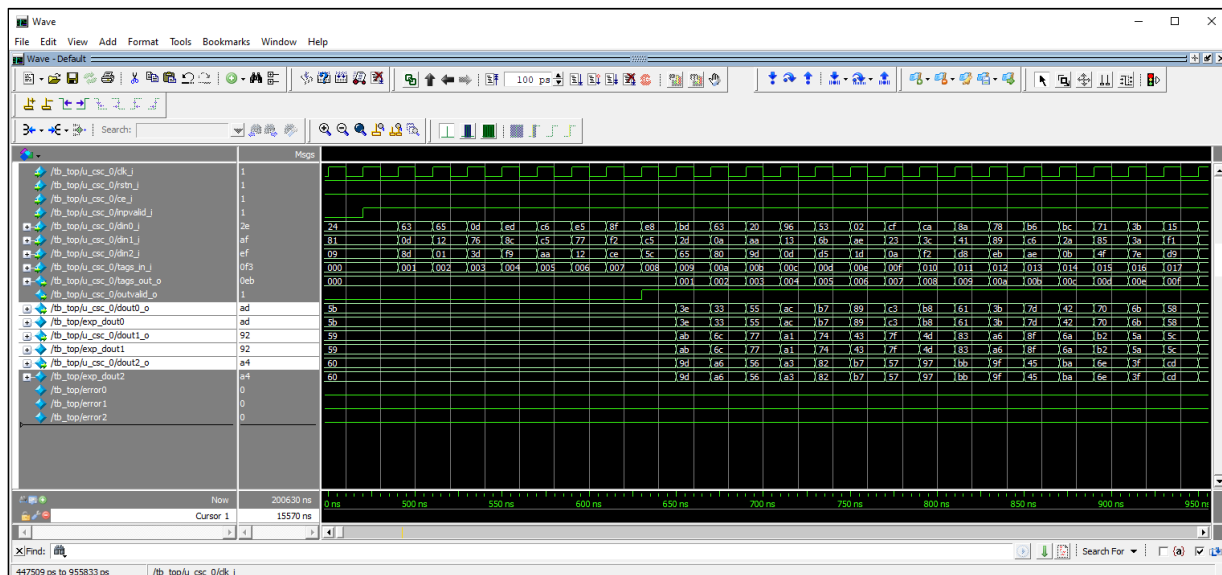 Wave
File Edit View Add Format Tools Bookmarks Window Help
Wave - Default
100 ps
Search:
Msgs
/tb_top/u_csc_0/clk_i 1
/tb_top/u_csc_0/rstn_i 1
/tb_top/u_csc_0/ce_i 1
/tb_top/u_csc_0/inpvalid_i 1
/tb_top/u_csc_0/din0_i 2e 24 63 65 0d ed c6 e5 8f e8 bd 63 20 96 53 02 cf ca 8a 78 b6 bc 71 3b 15
/tb_top/u_csc_0/din1_i af 81 0d 12 76 8c c5 77 f2 c5 2d 0a aa 13 6b ae 23 3c 41 89 c6 2a 85 3a f1
/tb_top/u_csc_0/din2_i ef 09 8d 01 3d f9 aa 12 ce 5c 65 80 9d 0d d5 1d 0a f2 d8 eb ae 0b 4f 7e d9
/tb_top/u_csc_0/tags_in_i 0f3 000 001 002 003 004 005 006 007 008 009 00a 00b 00c 00d 00e 00f 010 011 012 013 014 015 016 017
/tb_top/u_csc_0/tags_out_o 0eb 000 001 002 003 004 005 006 007 008 009 00a 00b 00c 00d 00e 00f
/tb_top/u_csc_0/outvalid_o 1
/tb_top/u_csc_0/dout0_o ad 5b 3e 33 55 ac b7 89 c3 b8 61 3b 7d 42 70 6b 58
/tb_top/exp_dout0 ad 5b 3e 33 55 ac b7 89 c3 b8 61 3b 7d 42 70 6b 58
/tb_top/u_csc_0/dout1_o 92 59 ab 6c 77 a1 74 43 7f 4d 83 a6 8f 6a b2 5a 5c
/tb_top/exp_dout1 92 59 ab 6c 77 a1 74 43 7f 4d 83 a6 8f 6a b2 5a 5c
/tb_top/u_csc_0/dout2_o a4 60 9d a6 56 a3 82 b7 57 97 bb 9f 45 ba 6e 3f cd
/tb_top/exp_dout2 a4 60 9d a6 56 a3 82 b7 57 97 bb 9f 45 ba 6e 3f cd
/tb_top/error0 0
/tb_top/error1 0
/tb_top/error2 0
Now 200630 ns 0 ns 500 ns 550 ns 600 ns 650 ns 700 ns 750 ns 800 ns 850 ns 900 ns 950 ns
Cursor 1 15570 ns
Find: Search For {a}
447509 ps to 955833 ps /tb_top/u_csc_0/clk_i